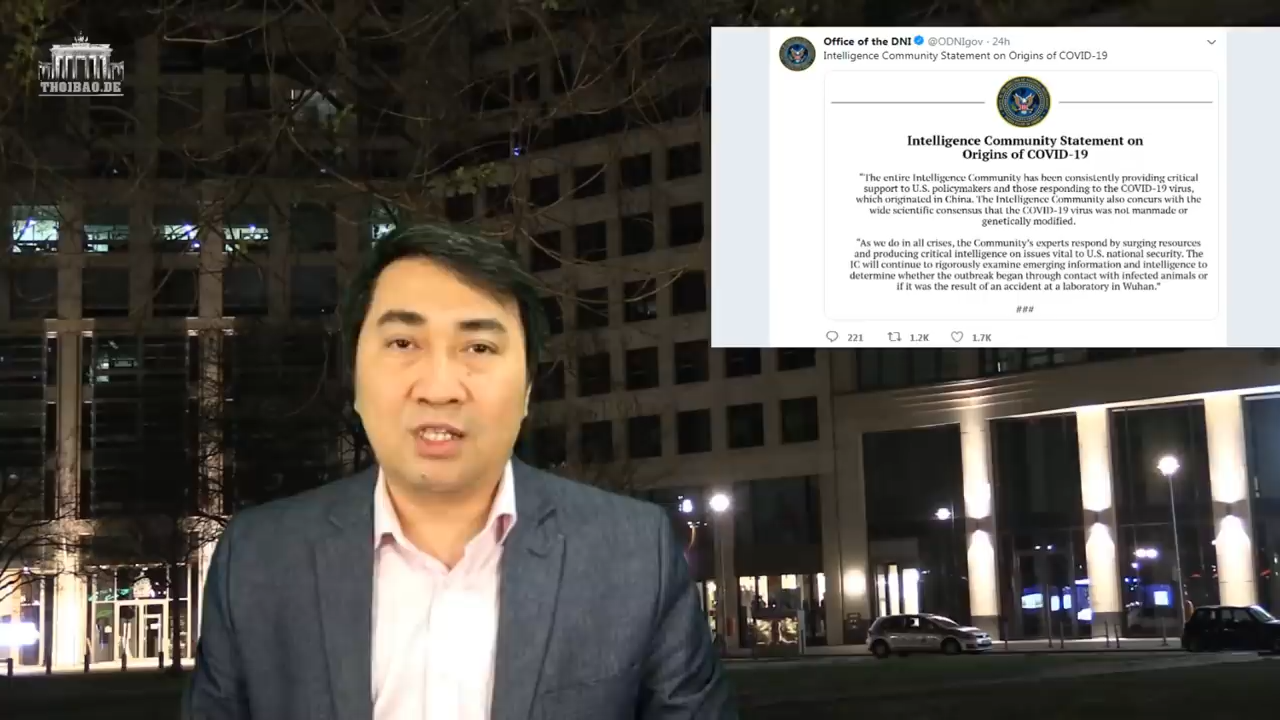 THOIBAO.DE
Office of the DNI @ODNIgov · 24h
Intelligence Community Statement on Origins of COVID-19
Intelligence Community Statement on
Origins of COVID-19
"The entire Intelligence Community has been consistently providing critical
support to U.S. policymakers and those responding to the COVID-19 virus,
which originated in China. The Intelligence Community also concurs with the
wide scientific consensus that the COVID-19 virus was not manmade or
genetically modified.
"As we do in all crises, the Community's experts respond by surging resources
and producing critical intelligence on issues vital to U.S. national security. The
IC will continue to rigorously examine emerging information and intelligence to
determine whether the outbreak began through contact with infected animals or
if it was the result of an accident at a laboratory in Wuhan."
###
221 1.2K 1.7K